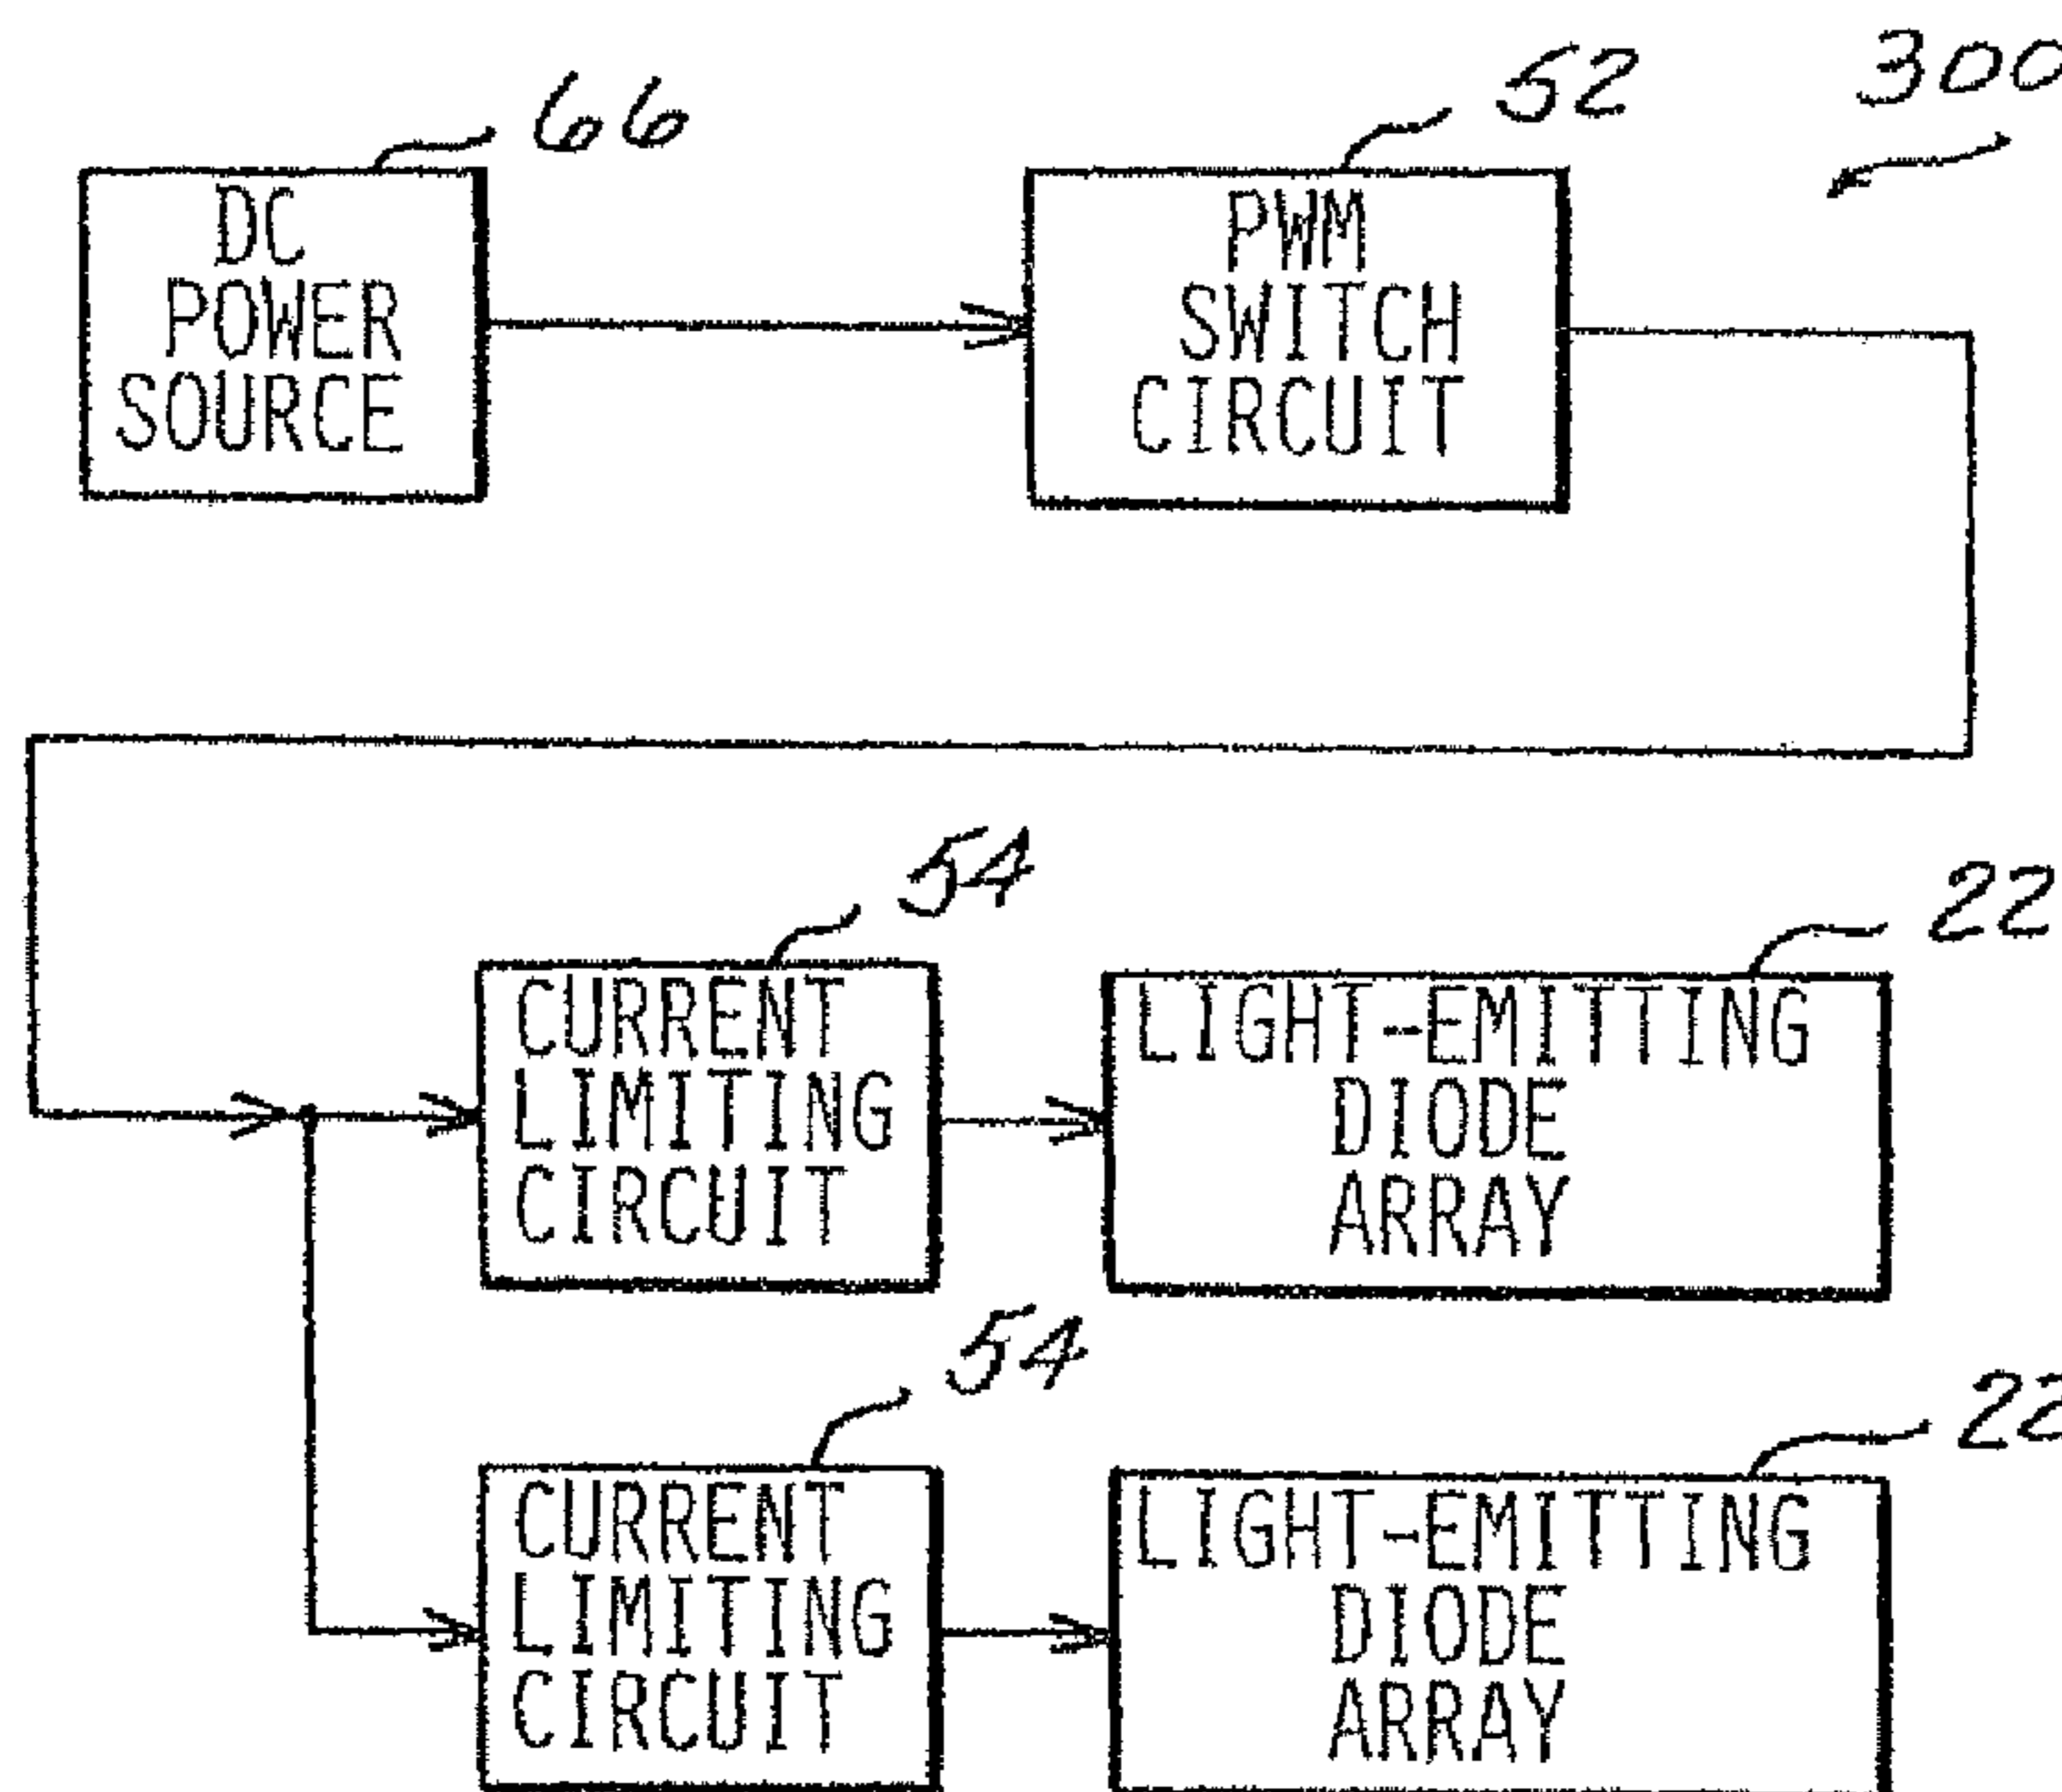 66
52
300
DC
POWER
SOURCE
PWM
SWITCH
CIRCUIT
54
22
CURRENT
LIMITING
CIRCUIT
LIGHT-EMITTING
DIODE
ARRAY
54
22
CURRENT
LIMITING
CIRCUIT
LIGHT-EMITTING
DIODE
ARRAY